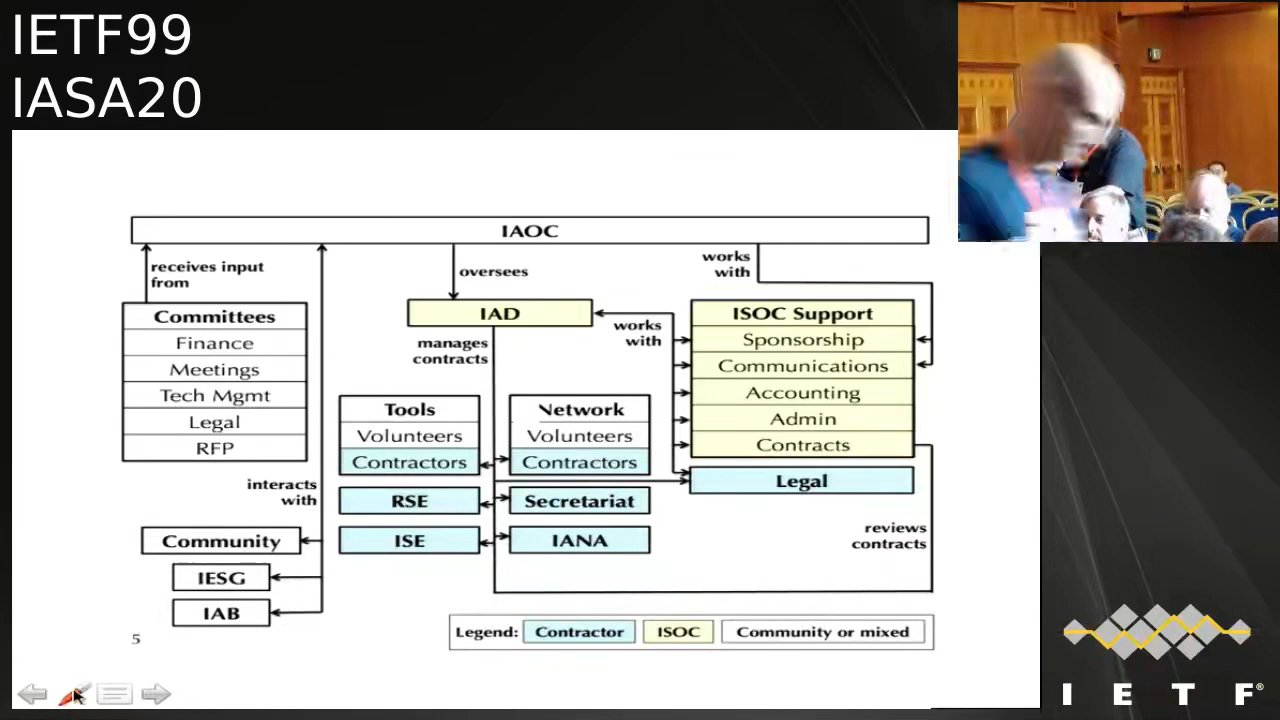 IETF99
IASA20
IAOC
receives input
from
oversees
works
with
Committees
Finance
Meetings
Tech Mgmt
Legal
RFP
IAD
works
with
manages
contracts
ISOC Support
Sponsorship
Communications
Accounting
Admin
Contracts
Tools
Volunteers
Contractors
Network
Volunteers
Contractors
Legal
interacts
with
RSE
Secretariat
ISE
IANA
reviews
contracts
Community
IESG
IAB
Legend: Contractor ISOC Community or mixed
5
I E T F®